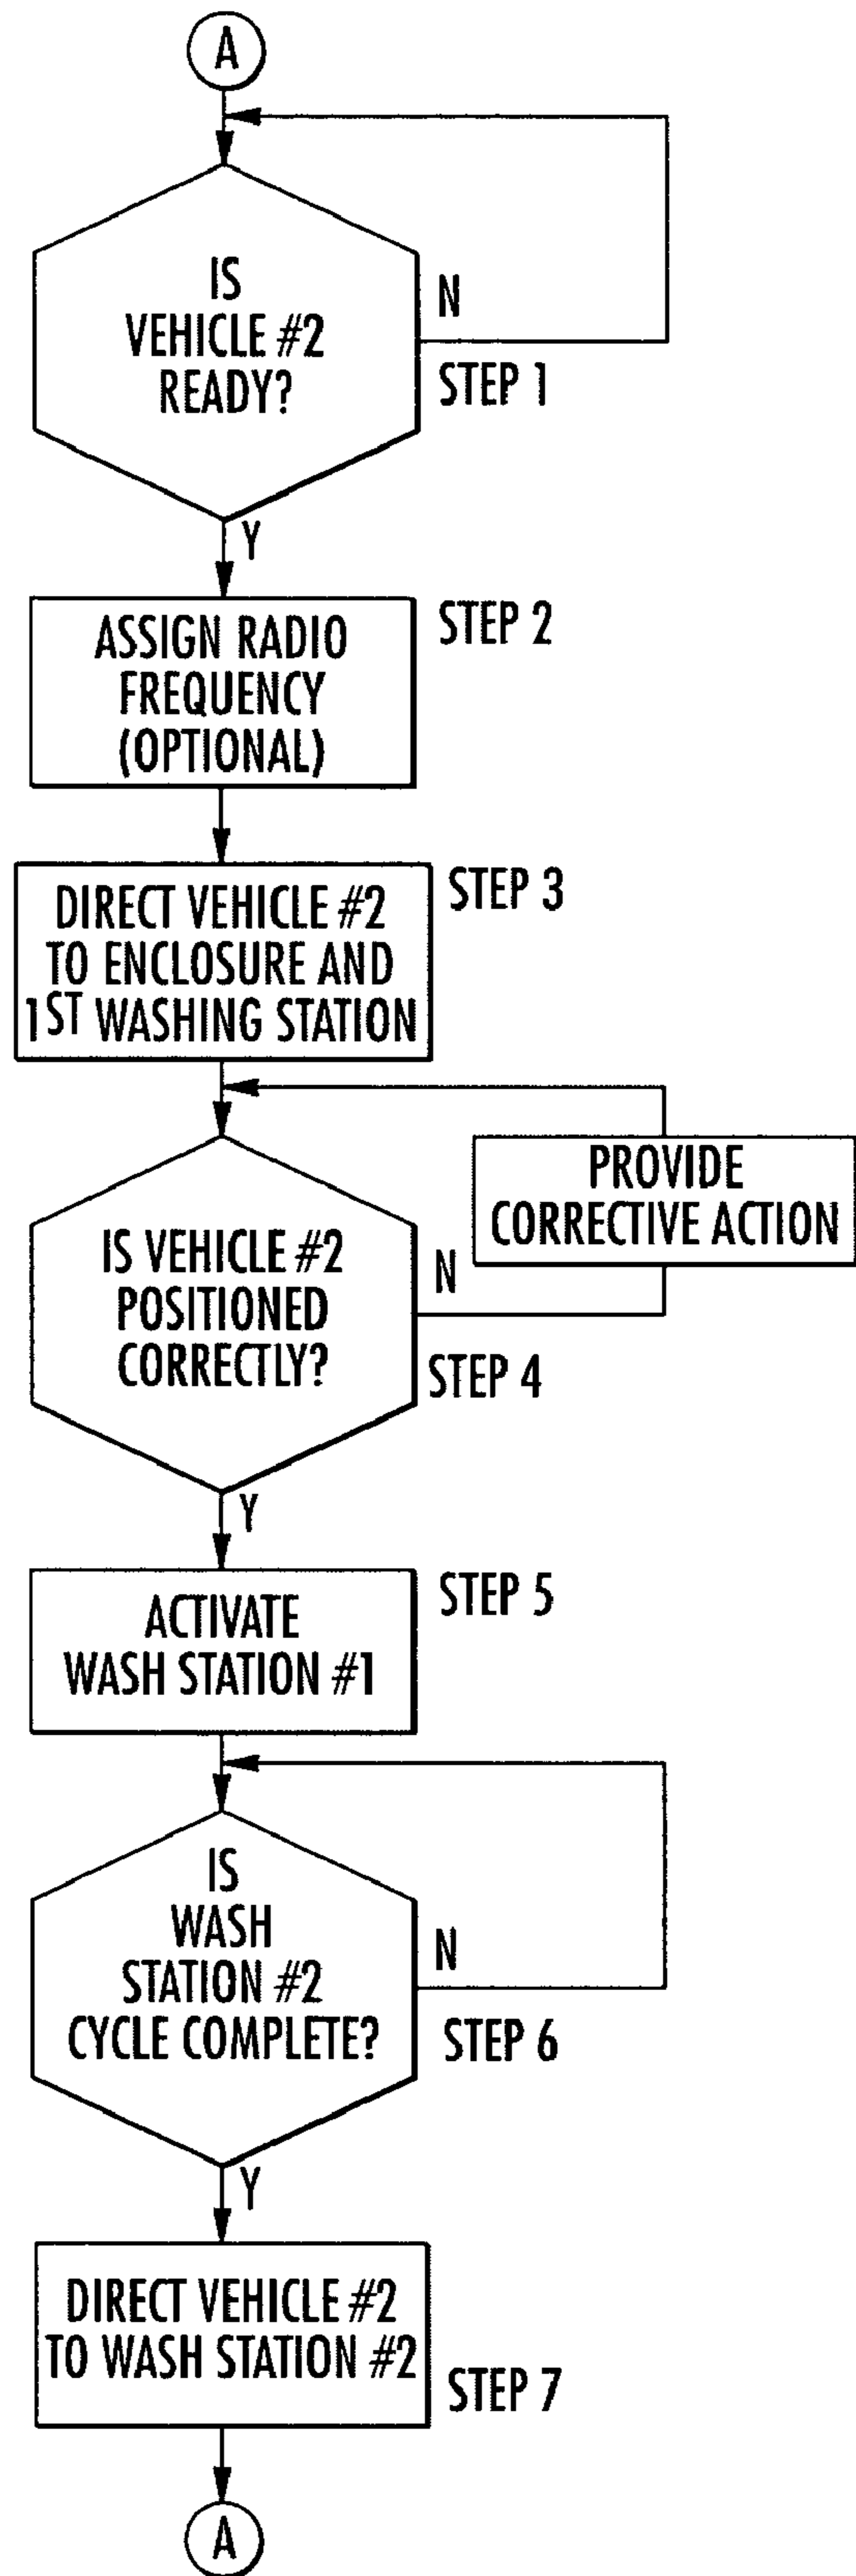 A
IS
VEHICLE #2
READY?
N
STEP 1
Y
ASSIGN RADIO
FREQUENCY
(OPTIONAL)
STEP 2
DIRECT VEHICLE #2
TO ENCLOSURE AND
1ST WASHING STATION
STEP 3
PROVIDE
CORRECTIVE ACTION
IS VEHICLE #2
POSITIONED
CORRECTLY?
N
STEP 4
Y
ACTIVATE
WASH STATION #1
STEP 5
IS
WASH
STATION #2
CYCLE COMPLETE?
N
STEP 6
Y
DIRECT VEHICLE #2
TO WASH STATION #2
STEP 7
A